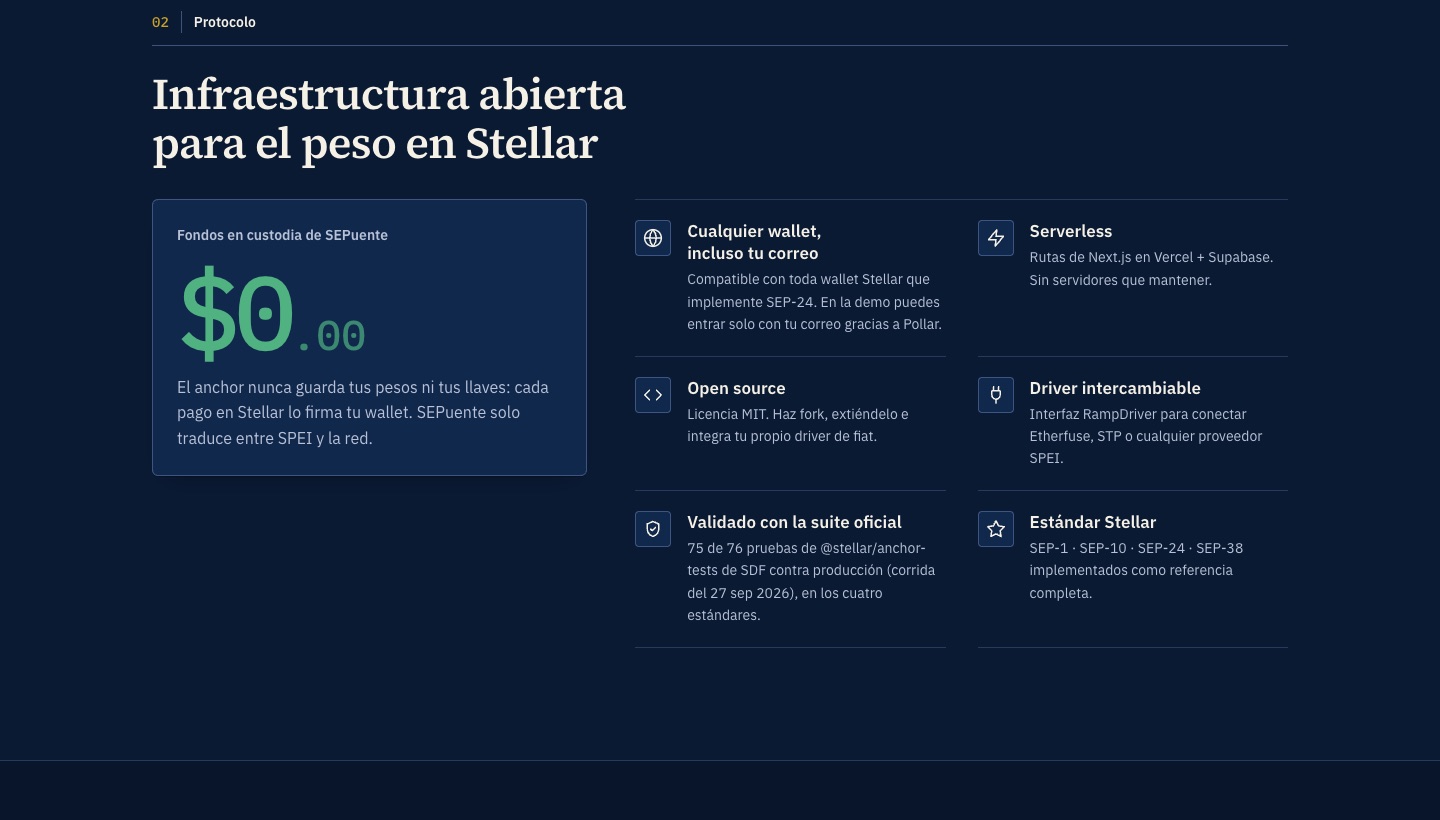 02 Protocolo
Infraestructura abierta
para el peso en Stellar
Fondos en custodia de SEPuente
$0.00
El anchor nunca guarda tus pesos ni tus llaves: cada
pago en Stellar lo firma tu wallet. SEPuente solo
traduce entre SPEI y la red.
Cualquier wallet,
incluso tu correo
Compatible con toda wallet Stellar que
implemente SEP-24. En la demo puedes
entrar solo con tu correo gracias a Pollar.
Serverless
Rutas de Next.js en Vercel + Supabase.
Sin servidores que mantener.
Open source
Licencia MIT. Haz fork, extiéndelo e
integra tu propio driver de fiat.
Driver intercambiable
Interfaz RampDriver para conectar
Etherfuse, STP o cualquier proveedor
SPEI.
Validado con la suite oficial
75 de 76 pruebas de @stellar/anchor-
tests de SDF contra producción (corrida
del 27 sep 2026), en los cuatro
estándares.
Estándar Stellar
SEP-1 · SEP-10 · SEP-24 · SEP-38
implementados como referencia
completa.